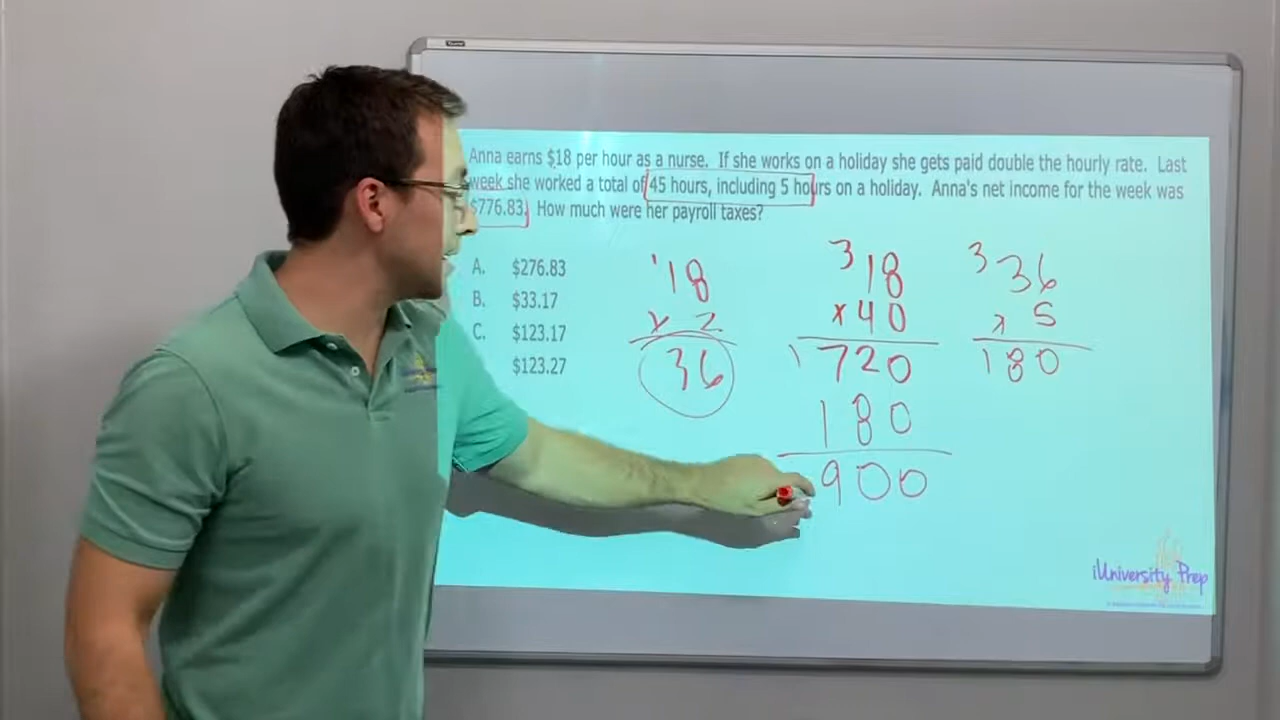 Anna earns $18 per hour as a nurse. If she works on a holiday she gets paid double the hourly rate. Last
week she worked a total of 45 hours, including 5 hours on a holiday. Anna's net income for the week was
$776.83. How much were her payroll taxes?
A. $276.83
B. $33.17
C. $123.17
$123.27
1
18
x 2
36
3
18
x40
1
720
180
900
3
36
x 5
180
iUniversity Prep